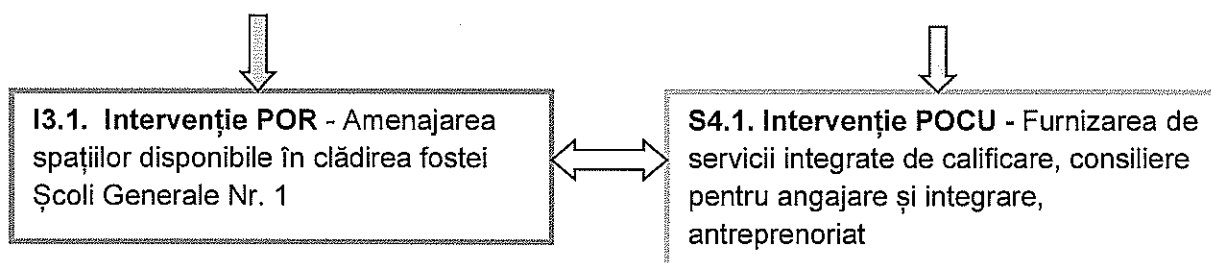 I3.1. Intervenție POR - Amenajarea
spațiilor disponibile în clădirea fostei
Școli Generale Nr. 1
S4.1. Intervenție POCU - Furnizarea de
servicii integrate de calificare, consiliere
pentru angajare și integrare,
antreprenoriat